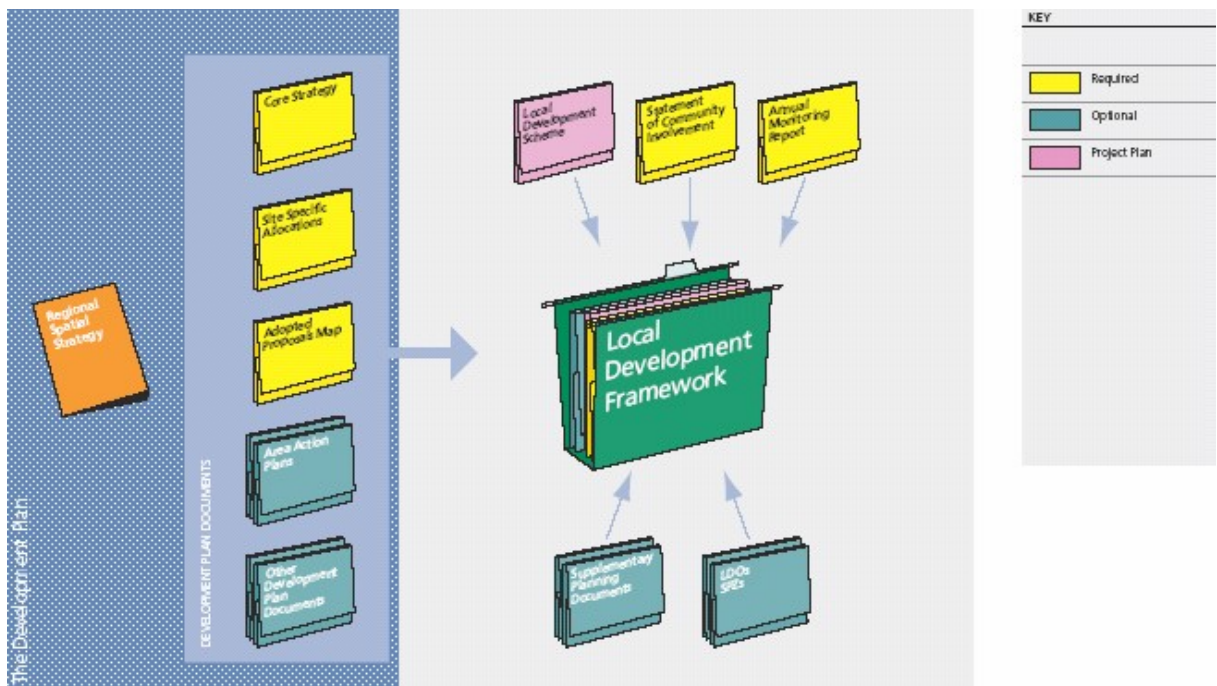 The Development Plan
Regional
Spatial
Strategy
DEVELOPMENT PLAN DOCUMENTS
Core Strategy
Site Specific
Allocations
Adopted
Proposals Map
Area Action
Plans
Other
Development
Plan
Documents
Local
Development
Scheme
Statement
of Community
Involvement
Annual
Monitoring
Report
Local
Development
Framework
Supplementary
Planning
Documents
LDOs
SPZs
KEY
Required
Optional
Project Plan